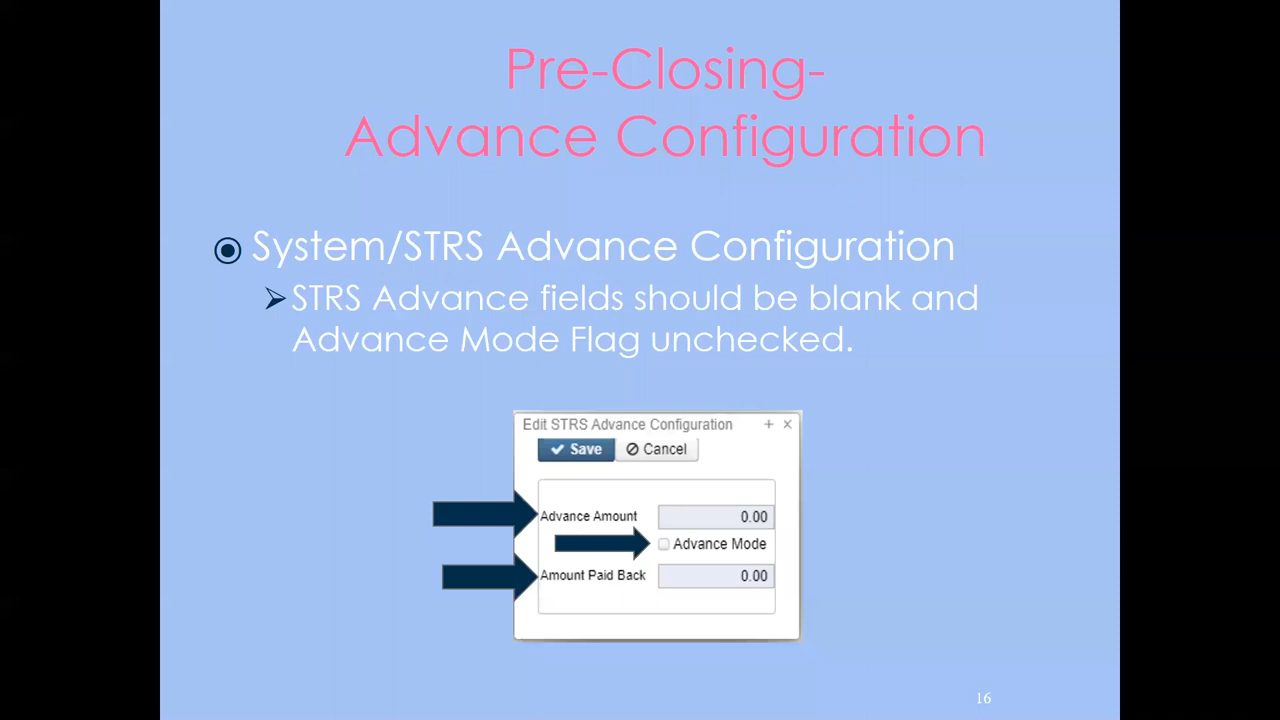 Pre-Closing-
Advance Configuration
System/STRS Advance Configuration
STRS Advance fields should be blank and
Advance Mode Flag unchecked.
Edit STRS Advance Configuration
Save Cancel
Advance Amount 0.00
Advance Mode
Amount Paid Back 0.00
16